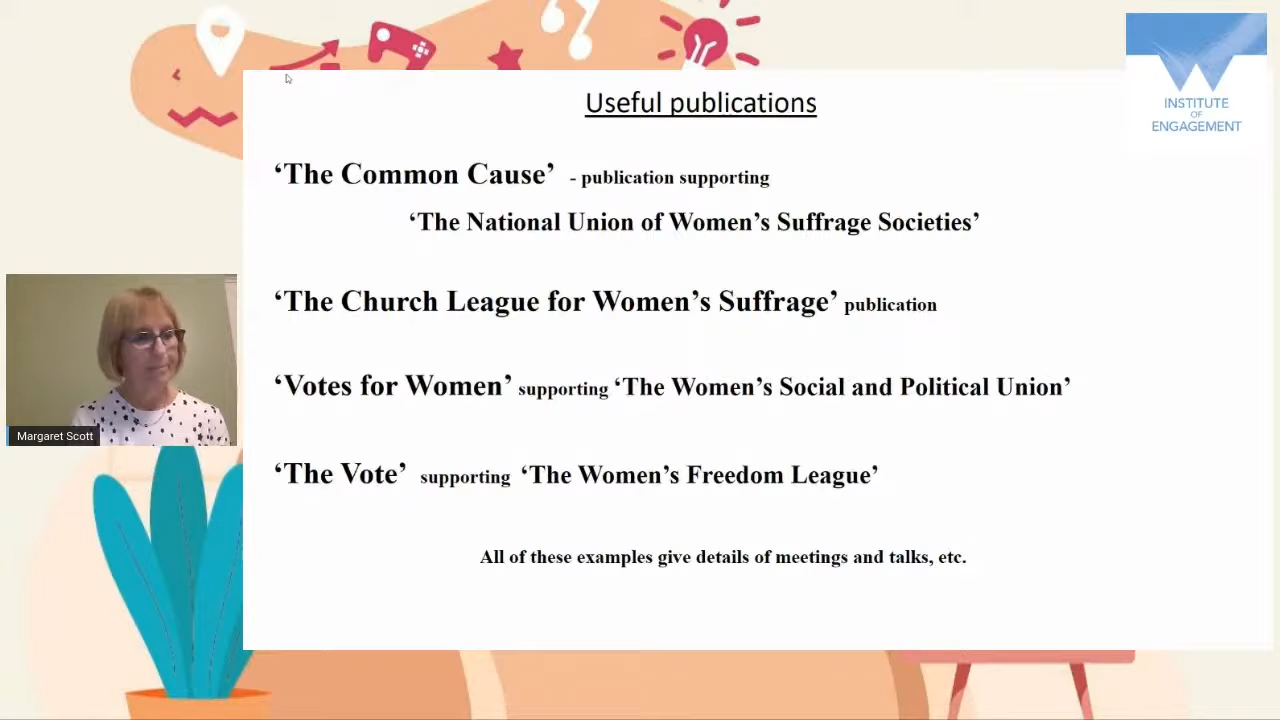 Useful publications
‘The Common Cause’ - publication supporting
‘The National Union of Women’s Suffrage Societies’
‘The Church League for Women’s Suffrage’ publication
‘Votes for Women’ supporting ‘The Women’s Social and Political Union’
‘The Vote’ supporting ‘The Women’s Freedom League’
All of these examples give details of meetings and talks, etc.
INSTITUTE
OF
ENGAGEMENT
Margaret Scott